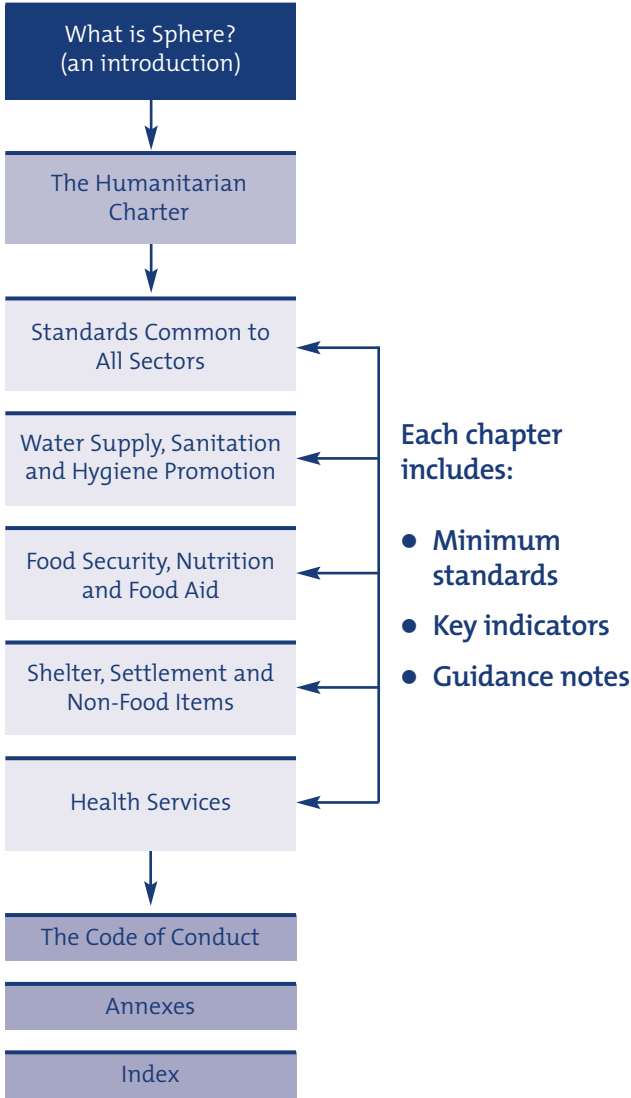 What is Sphere?
(an introduction)
The Humanitarian
Charter
Standards Common to
All Sectors
Water Supply, Sanitation
and Hygiene Promotion
Food Security, Nutrition
and Food Aid
Shelter, Settlement and
Non-Food Items
Health Services
Each chapter
includes:
● Minimum
standards
● Key indicators
● Guidance notes
The Code of Conduct
Annexes
Index